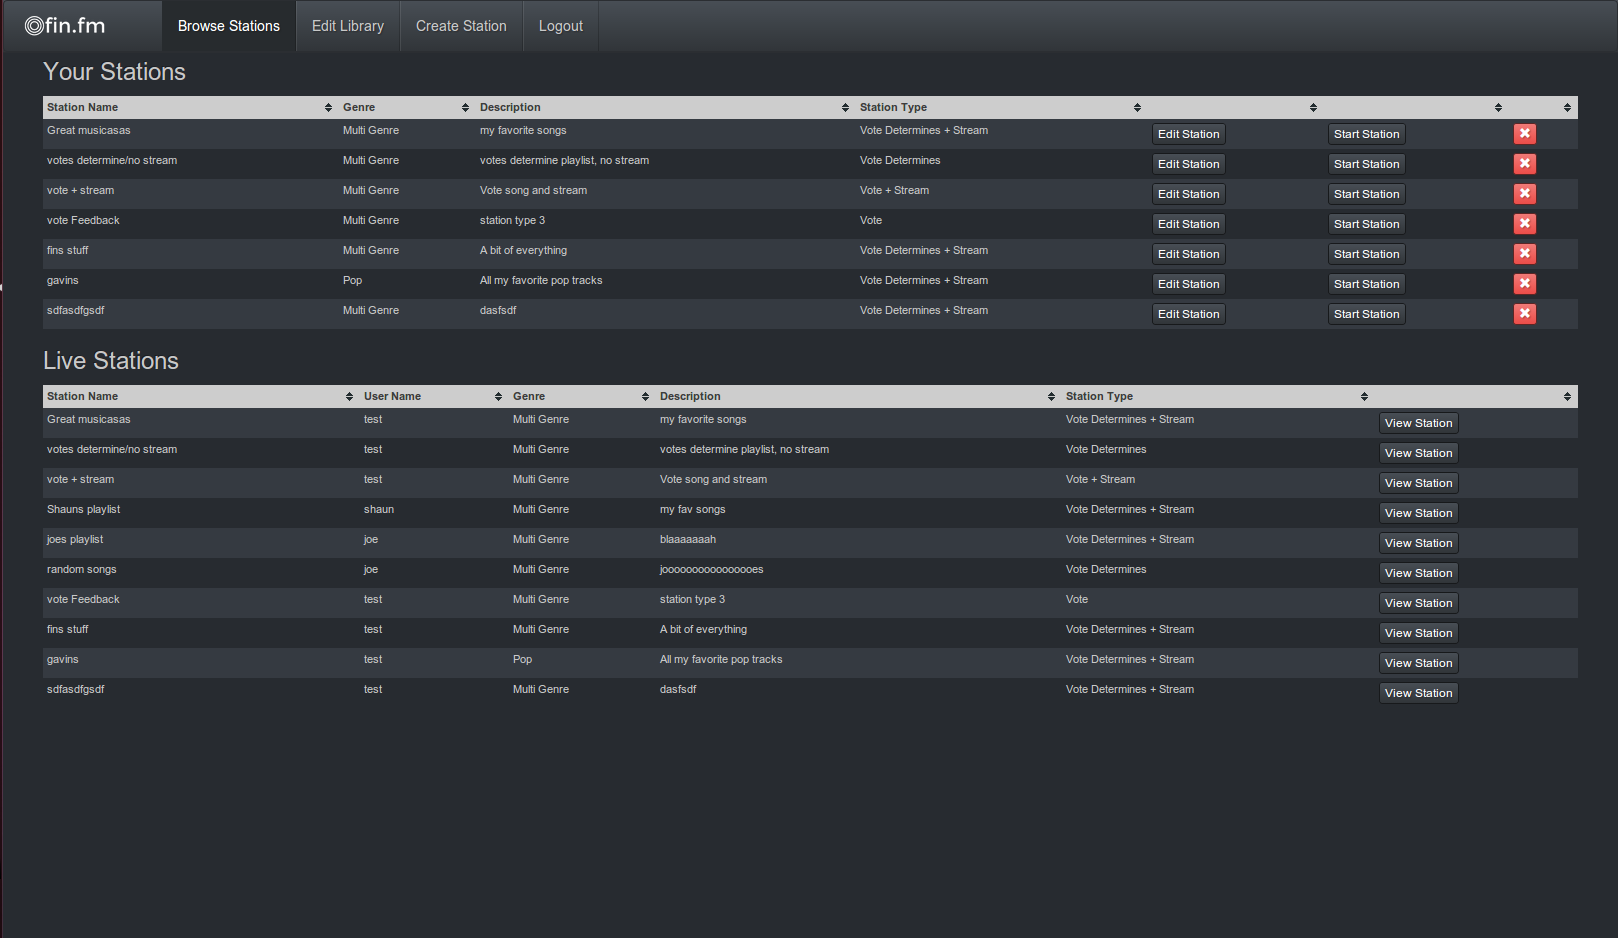 fin.fm Browse Stations Edit Library Create Station Logout
Your Stations
Station Name Genre Description Station Type
Great musicasas Multi Genre my favorite songs Vote Determines + Stream Edit Station Start Station
votes determine/no stream Multi Genre votes determine playlist, no stream Vote Determines Edit Station Start Station
vote + stream Multi Genre Vote song and stream Vote + Stream Edit Station Start Station
vote Feedback Multi Genre station type 3 Vote Edit Station Start Station
fins stuff Multi Genre A bit of everything Vote Determines + Stream Edit Station Start Station
gavins Pop All my favorite pop tracks Vote Determines + Stream Edit Station Start Station
sdfasdfgsdf Multi Genre dasfsdf Vote Determines + Stream Edit Station Start Station
Live Stations
Station Name User Name Genre Description Station Type
Great musicasas test Multi Genre my favorite songs Vote Determines + Stream View Station
votes determine/no stream test Multi Genre votes determine playlist, no stream Vote Determines View Station
vote + stream test Multi Genre Vote song and stream Vote + Stream View Station
Shauns playlist shaun Multi Genre my fav songs Vote Determines + Stream View Station
joes playlist joe Multi Genre blaaaaaaah Vote Determines + Stream View Station
random songs joe Multi Genre joooooooooooooooes Vote Determines View Station
vote Feedback test Multi Genre station type 3 Vote View Station
fins stuff test Multi Genre A bit of everything Vote Determines + Stream View Station
gavins test Pop All my favorite pop tracks Vote Determines + Stream View Station
sdfasdfgsdf test Multi Genre dasfsdf Vote Determines + Stream View Station